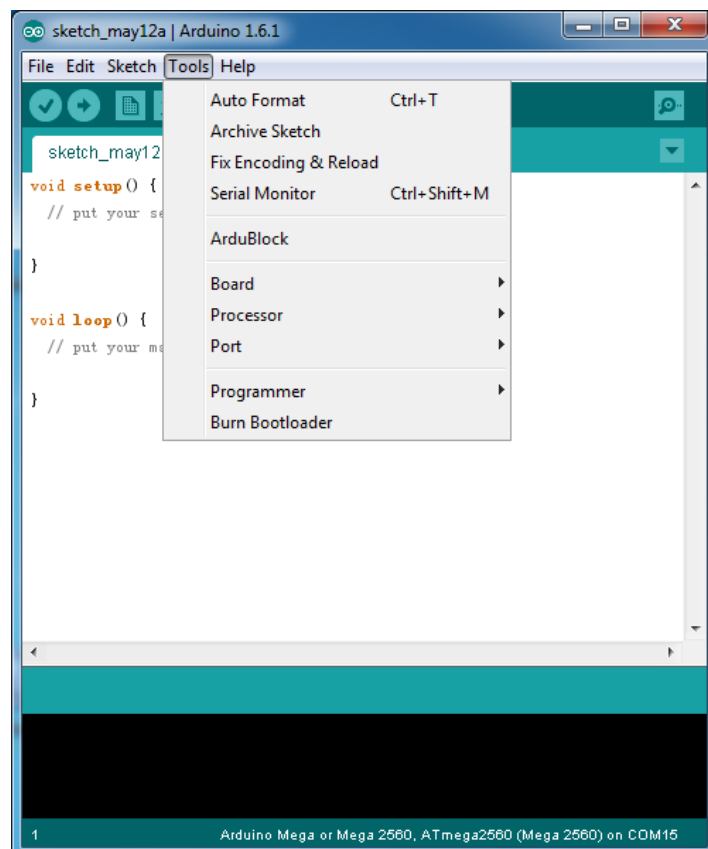 sketch_may12a | Arduino 1.6.1
File Edit Sketch Tools Help
Auto Format Ctrl+T
Archive Sketch
Fix Encoding & Reload
Serial Monitor Ctrl+Shift+M
ArduBlock
Board
Processor
Port
Programmer
Burn Bootloader
sketch_may12
void setup() {
// put your se
}
void loop() {
// put your ma
}
1 Arduino Mega or Mega 2560, ATmega2560 (Mega 2560) on COM15